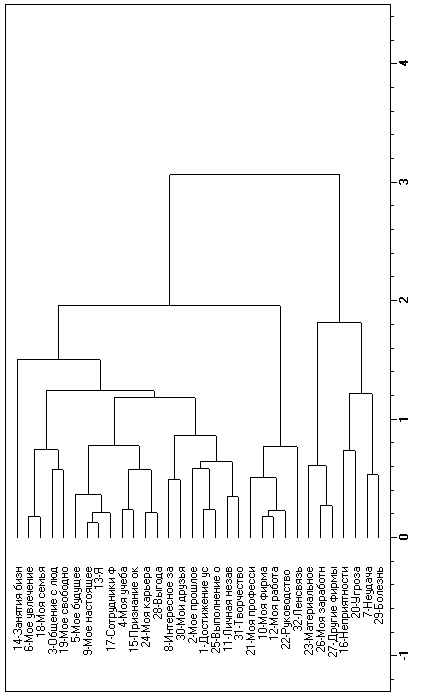 14-Занятия бизн
6-Мое увлечение
18-Моя семья
3-Общение с люд
19-Мое свободно
5-Мое будущее
9-Мое настоящее
13-Я
17-Сотрудники ф
4-Моя учеба
15-Признание ок
24-Моя карьера
28-Выгода
8-Интересное за
30-Мои друзья
2-Мое прошлое
1-Достижение ус
25-Выполнение о
11-Личная незав
31-Творчество
21-Моя професси
10-Моя фирма
12-Моя работа
22-Руководство
32-Ленсвязь
23-Материальное
26-Мой заработн
27-Другие фирмы
16-Неприятности
20-Угроза
7-Неудача
29-Болезнь
-1
0
1
2
3
4